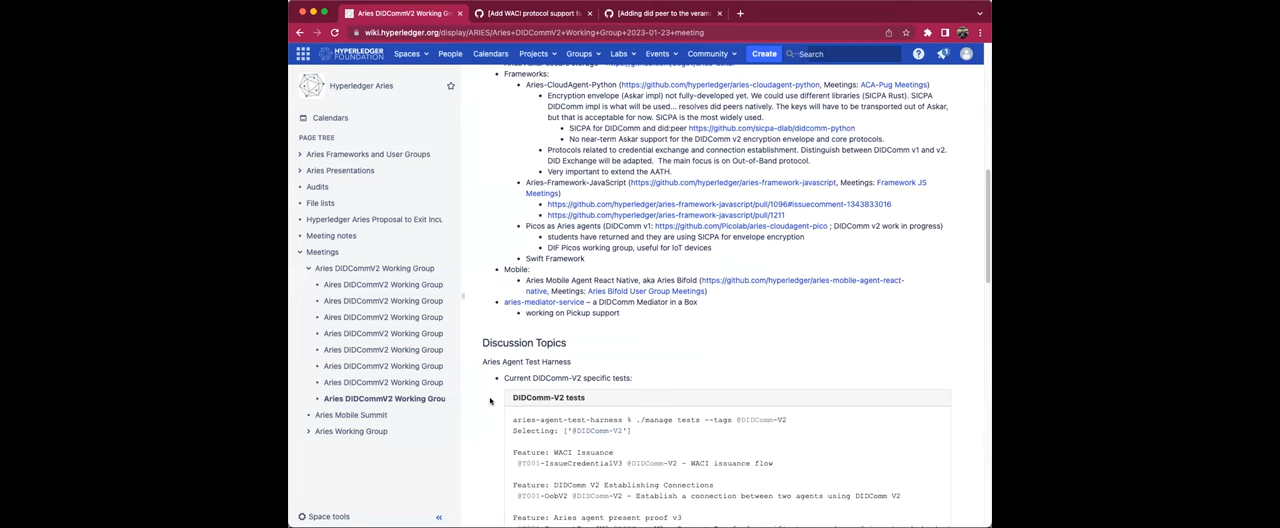 Aries DIDCommV2 Working Gr
[Add WACI protocol support fo
[Adding did peer to the veram
wiki.hyperledger.org/display/ARIES/Aries+DIDCommV2+Working+Group+2023-01-23+meeting
HYPERLEDGER FOUNDATION
Spaces
People
Calendars
Projects
Groups
Labs
Events
Community
Create
Search
Hyperledger Aries
Calendars
PAGE TREE
Aries Frameworks and User Groups
Aries Presentations
Audits
File lists
Hyperledger Aries Proposal to Exit Incu
Meeting notes
Meetings
Aries DIDCommV2 Working Group
Aires DIDCommV2 Working Group
Aires DIDCommV2 Working Group
Aries DIDCommV2 Working Group
Aries DIDCommV2 Working Group
Aries DIDCommV2 Working Group
Aries DIDCommV2 Working Group
Aries DIDCommV2 Working Group
Aries DIDCommV2 Working Grou
Aries Mobile Summit
Aries Working Group
Space tools
Frameworks:
Aries-CloudAgent-Python (https://github.com/hyperledger/aries-cloudagent-python, Meetings: ACA-Pug Meetings)
Encryption envelope (Askar impl) not fully-developed yet. We could use different libraries (SICPA Rust). SICPA
DIDComm impl is what will be used... resolves did peers natively. The keys will have to be transported out of Askar,
but that is acceptable for now. SICPA is the most widely used.
SICPA for DIDComm and did:peer https://github.com/sicpa-dlab/didcomm-python
No near-term Askar support for the DIDComm v2 encryption envelope and core protocols.
Protocols related to credential exchange and connection establishment. Distinguish between DIDComm v1 and v2.
DID Exchange will be adapted. The main focus is on Out-of-Band protocol.
Very important to extend the AATH.
Aries-Framework-JavaScript (https://github.com/hyperledger/aries-framework-javascript, Meetings: Framework JS
Meetings)
https://github.com/hyperledger/aries-framework-javascript/pull/1096#issuecomment-1343833016
https://github.com/hyperledger/aries-framework-javascript/pull/1211
Picos as Aries agents (DIDComm v1: https://github.com/Picolab/aries-cloudagent-pico ; DIDComm v2 work in progress)
students have returned and they are using SICPA for envelope encryption
DIF Picos working group, useful for IoT devices
Swift Framework
Mobile:
Aries Mobile Agent React Native, aka Aries Bifold (https://github.com/hyperledger/aries-mobile-agent-react-
native, Meetings: Aries Bifold User Group Meetings)
aries-mediator-service – a DIDComm Mediator in a Box
working on Pickup support
Discussion Topics
Aries Agent Test Harness
Current DIDComm-V2 specific tests:
DIDComm-V2 tests
aries-agent-test-harness % ./manage tests --tags @DIDComm-V2
Selecting: ['@DIDComm-V2']
Feature: WACI Issuance
@T001-IssueCredentialV3 @DIDComm-V2 - WACI issuance flow
Feature: DIDComm V2 Establishing Connections
@T001-OobV2 @DIDComm-V2 - Establish a connection between two agents using DIDComm V2
Feature: Aries agent present proof v3